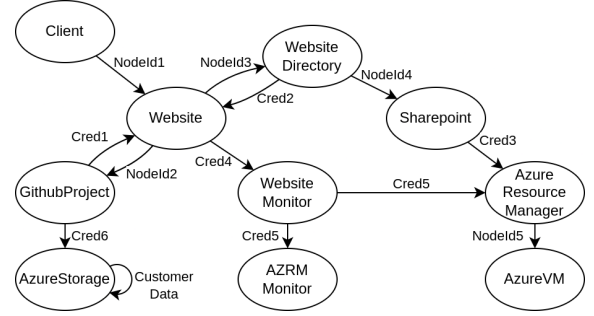 Client
NodeId1
NodeId3
Website
Directory
Cred2
NodeId4
Website
Sharepoint
Cred1
NodeId2
Cred4
Cred3
GithubProject
Website
Monitor
Cred5
Azure
Resource
Manager
Cred6
Cred5
NodeId5
AzureStorage
Customer
Data
AZRM
Monitor
AzureVM